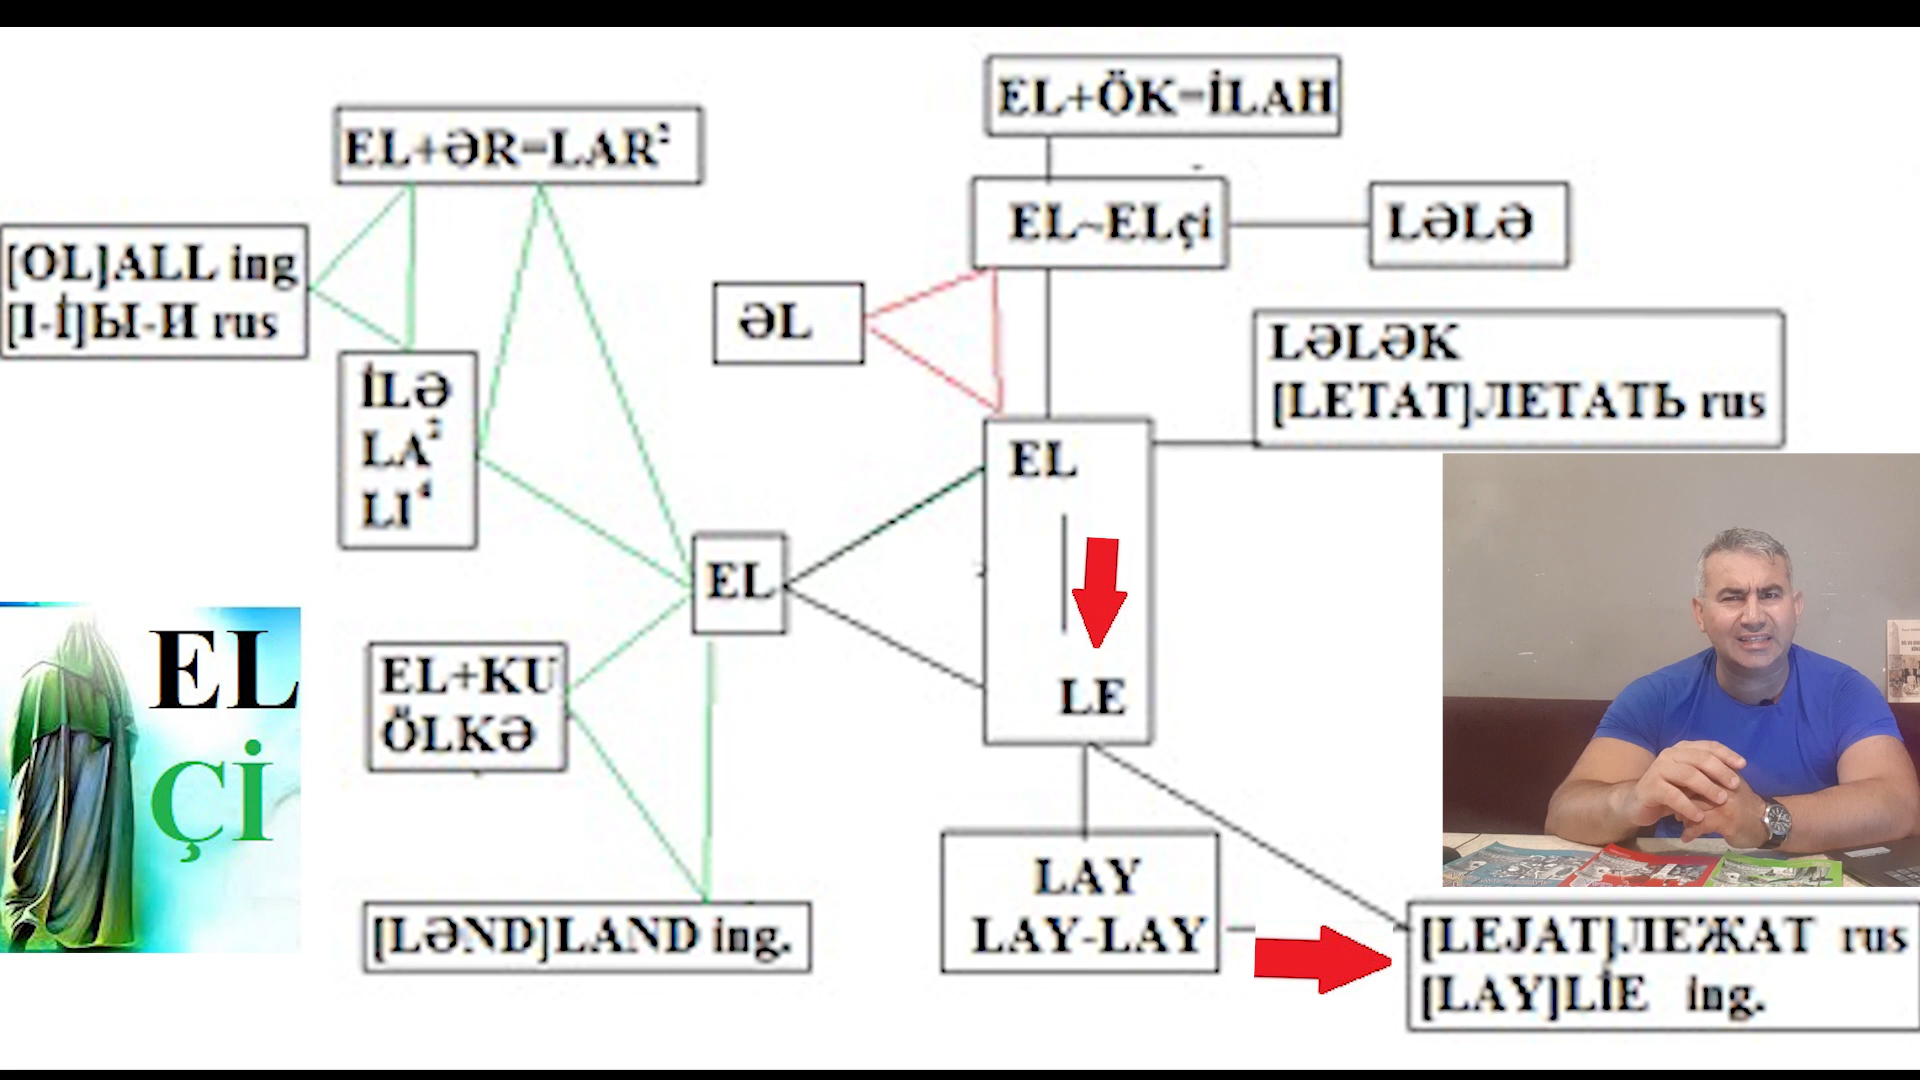 EL+ÖK=İLAH
EL+ƏR=LAR²
EL~ELçi
LƏLƏ
[OL]ALL ing
[I-İ]Ы-И rus
ƏL
LƏLƏK
[LETAT]ЛЕТАТЬ rus
İLƏ
LA²
LI⁴
EL
EL
LE
EL+KU
ÖLKƏ
EL
Çİ
LAY
LAY-LAY
[LƏND]LAND ing.
[LEJAT]ЛЕЖАТ rus
[LAY]LİE ing.